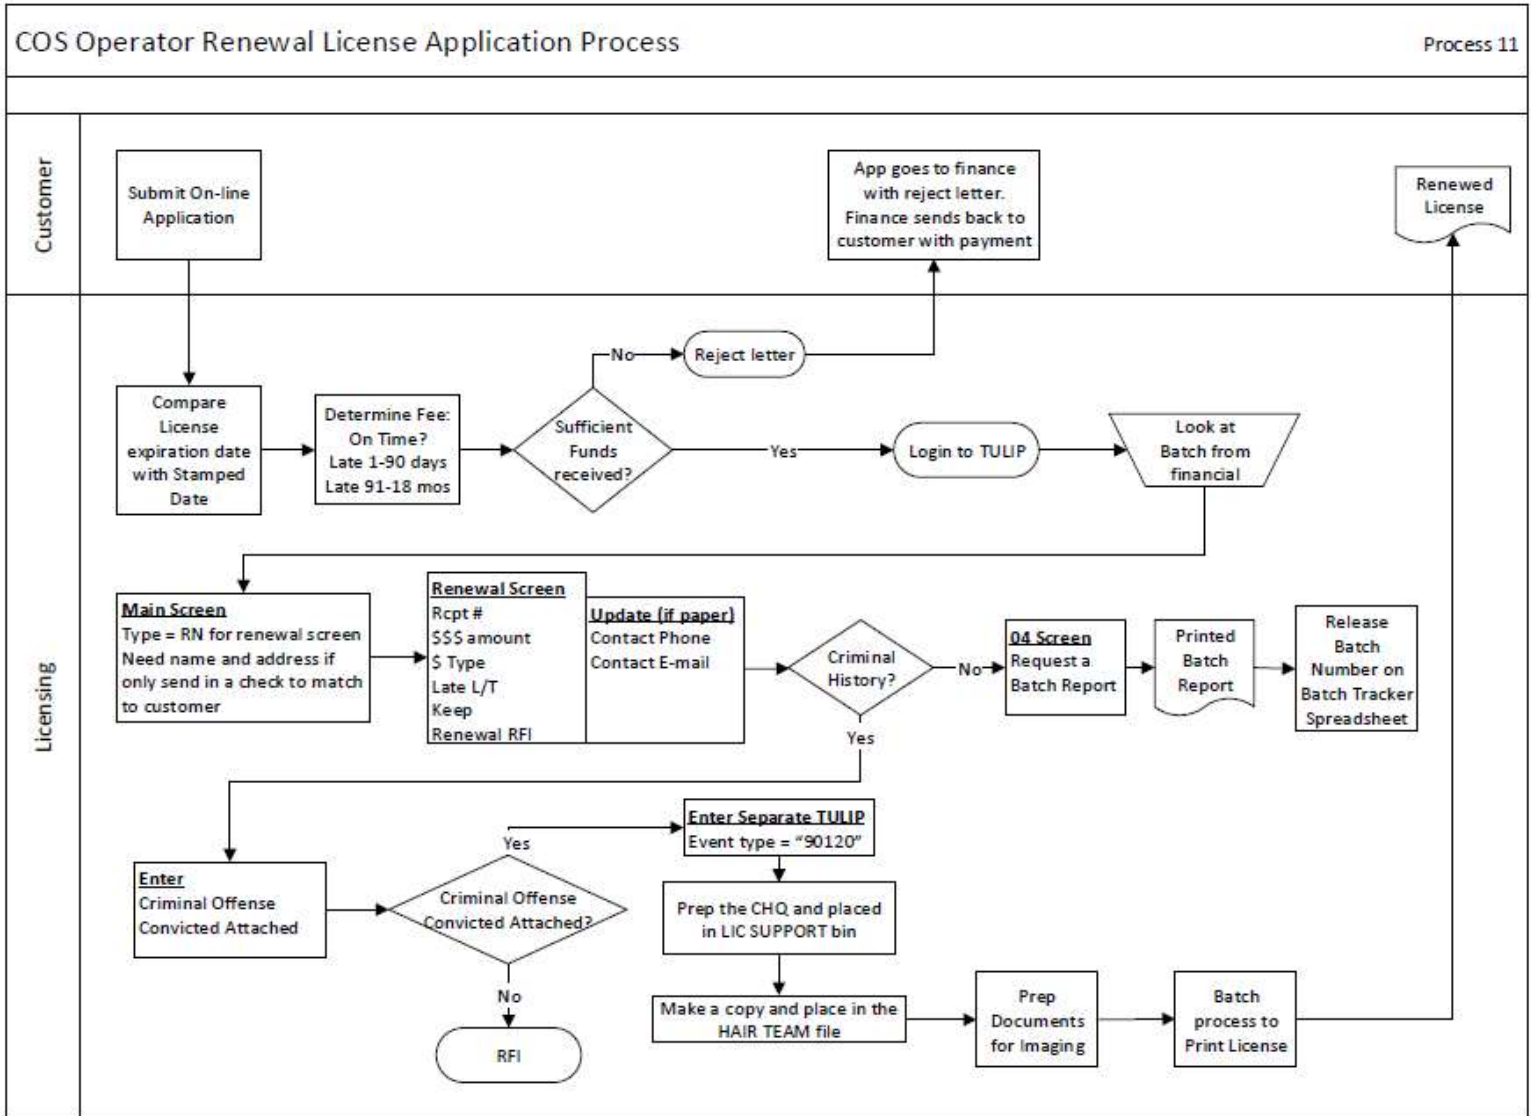 COS Operator Renewal License Application Process
Process 11
Customer
Submit On-line
Application
App goes to finance
with reject letter.
Finance sends back to
customer with payment
Renewed
License
Licensing
No
Reject letter
Compare
License
expiration date
with Stamped
Date
Determine Fee:
On Time?
Late 1-90 days
Late 91-18 mos
Sufficient
Funds
received?
Yes
Login to TULIP
Look at
Batch from
financial
Main Screen
Type = RN for renewal screen
Need name and address if
only send in a check to match
to customer
Renewal Screen
Rcpt #
$$$ amount
$ Type
Late L/T
Keep
Renewal RFI
Update (if paper)
Contact Phone
Contact E-mail
Criminal
History?
No
04 Screen
Request a
Batch Report
Printed
Batch
Report
Release
Batch
Number on
Batch Tracker
Spreadsheet
Yes
Enter
Criminal Offense
Convicted Attached
Criminal Offense
Convicted Attached?
Yes
Enter Separate TULIP
Event type = “90120”
Prep the CHQ and placed
in LIC SUPPORT bin
No
RFI
Make a copy and place in the
HAIR TEAM file
Prep
Documents
for Imaging
Batch
process to
Print License